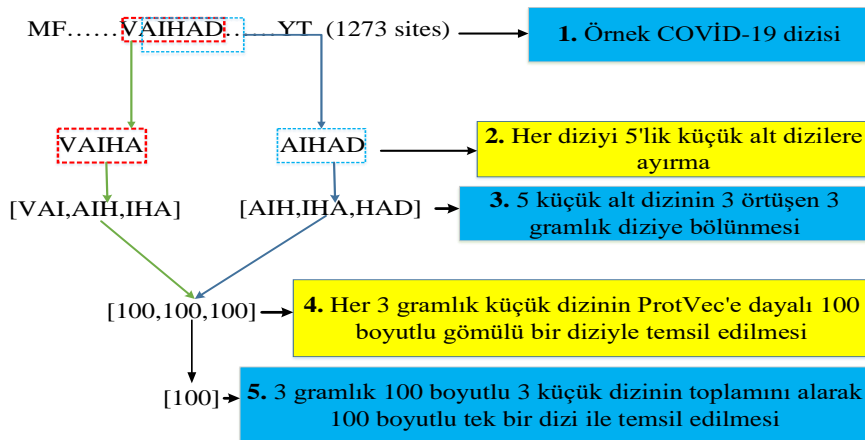 MF……VAIHAD……YT (1273 sites)
1. Örnek COVİD-19 dizisi
VAIHA
AIHAD
2. Her diziyi 5'lik küçük alt dizilere
ayırma
[VAI,AIH,IHA]
[AIH,IHA,HAD]
3. 5 küçük alt dizinin 3 örtüşen 3
gramlık diziye bölünmesi
[100,100,100]
4. Her 3 gramlık küçük dizinin ProtVec'e dayalı 100
boyutlu gömülü bir diziyle temsil edilmesi
[100]
5. 3 gramlık 100 boyutlu 3 küçük dizinin toplamını alarak
100 boyutlu tek bir dizi ile temsil edilmesi